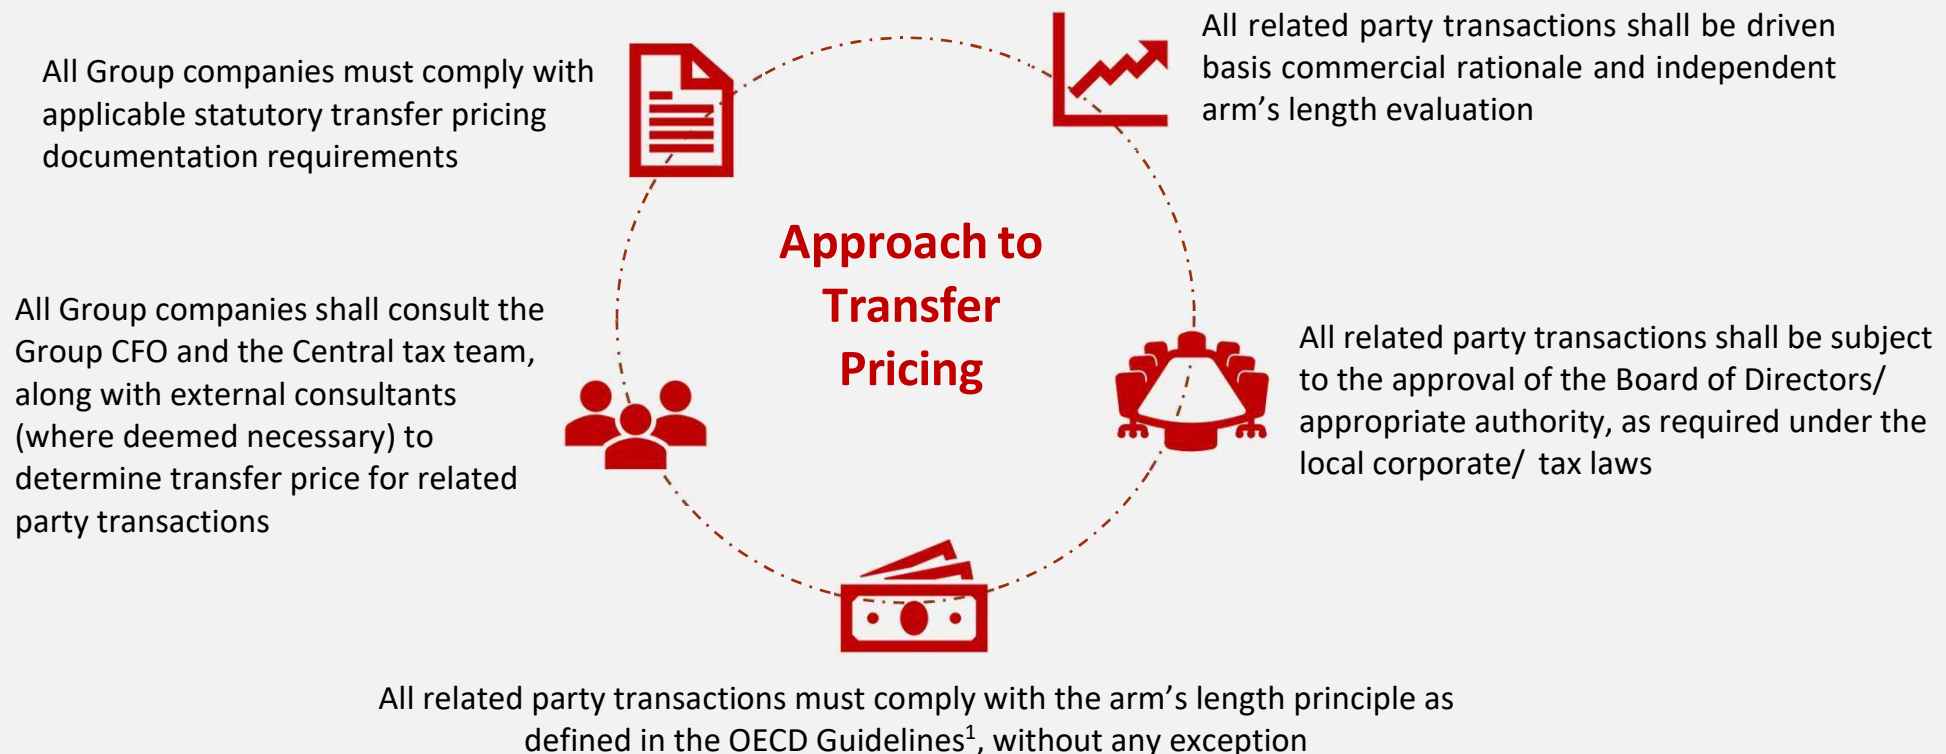 All Group companies must comply with
applicable statutory transfer pricing
documentation requirements
All related party transactions shall be driven
basis commercial rationale and independent
arm’s length evaluation
Approach to
Transfer
Pricing
All Group companies shall consult the
Group CFO and the Central tax team,
along with external consultants
(where deemed necessary) to
determine transfer price for related
party transactions
All related party transactions shall be subject
to the approval of the Board of Directors/
appropriate authority, as required under the
local corporate/ tax laws
All related party transactions must comply with the arm’s length principle as
defined in the OECD Guidelines¹, without any exception